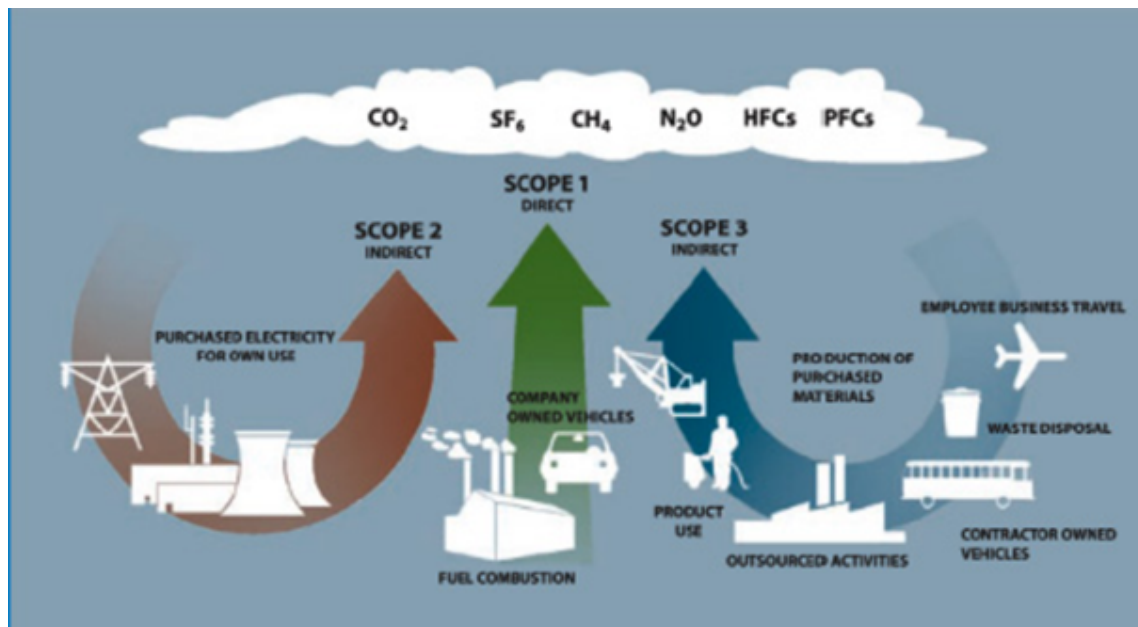 CO₂ SF₆ CH₄ N₂O HFCs PFCs
SCOPE 1
DIRECT
SCOPE 2
INDIRECT
SCOPE 3
INDIRECT
PURCHASED ELECTRICITY
FOR OWN USE
COMPANY
OWNED VEHICLES
FUEL COMBUSTION
EMPLOYEE BUSINESS TRAVEL
PRODUCTION OF
PURCHASED
MATERIALS
WASTE DISPOSAL
PRODUCT
USE
OUTSOURCED ACTIVITIES
CONTRACTOR OWNED
VEHICLES